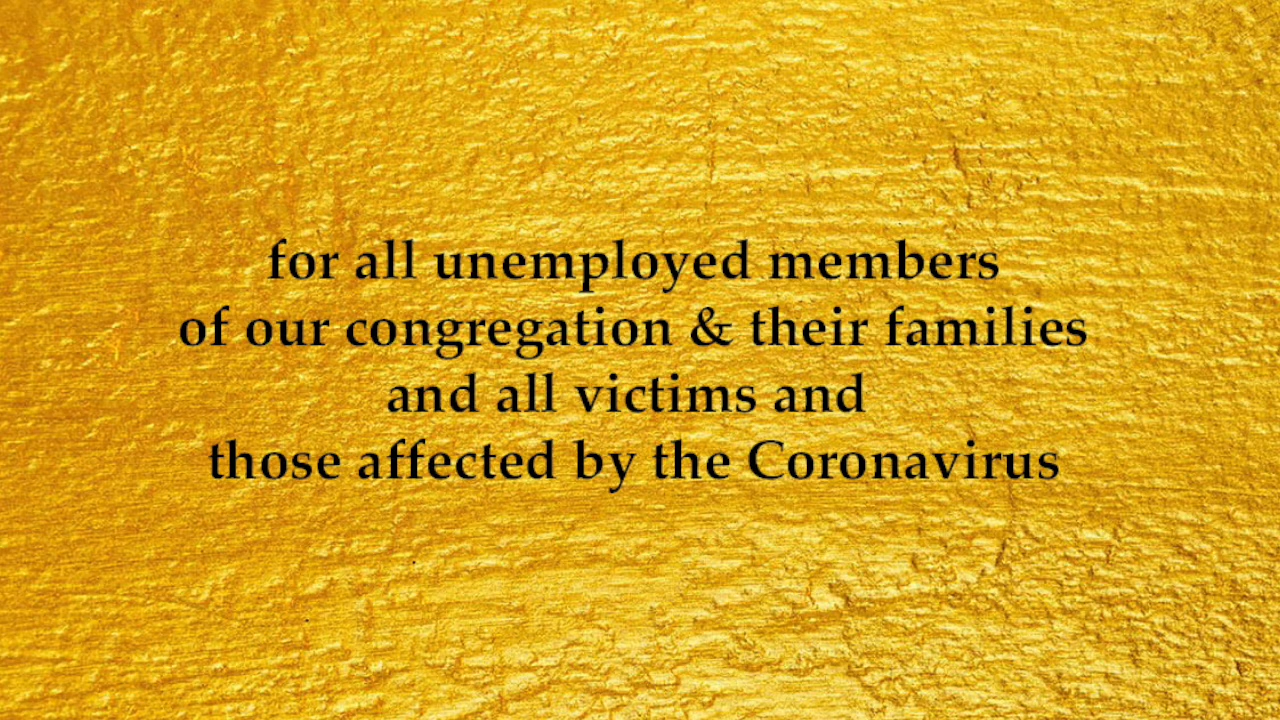 for all unemployed members
of our congregation & their families
and all victims and
those affected by the Coronavirus